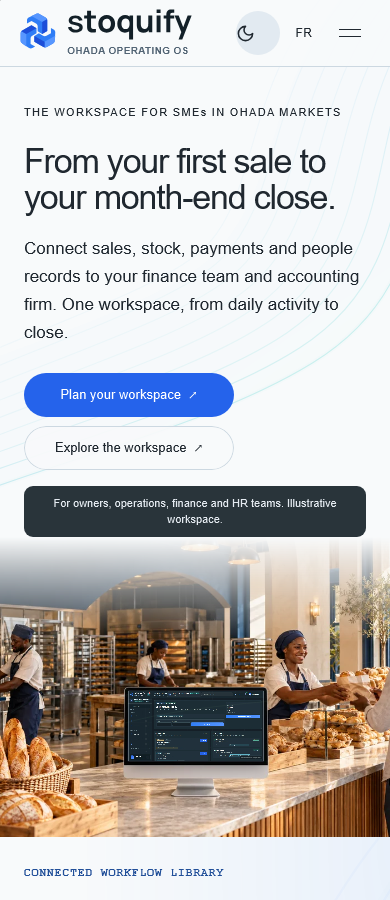 stoquify
OHADA OPERATING OS
FR
THE WORKSPACE FOR SMEs IN OHADA MARKETS
From your first sale to
your month-end close.
Connect sales, stock, payments and people
records to your finance team and accounting
firm. One workspace, from daily activity to
close.
Plan your workspace ↗
Explore the workspace ↗
For owners, operations, finance and HR teams. Illustrative
workspace.
CONNECTED WORKFLOW LIBRARY